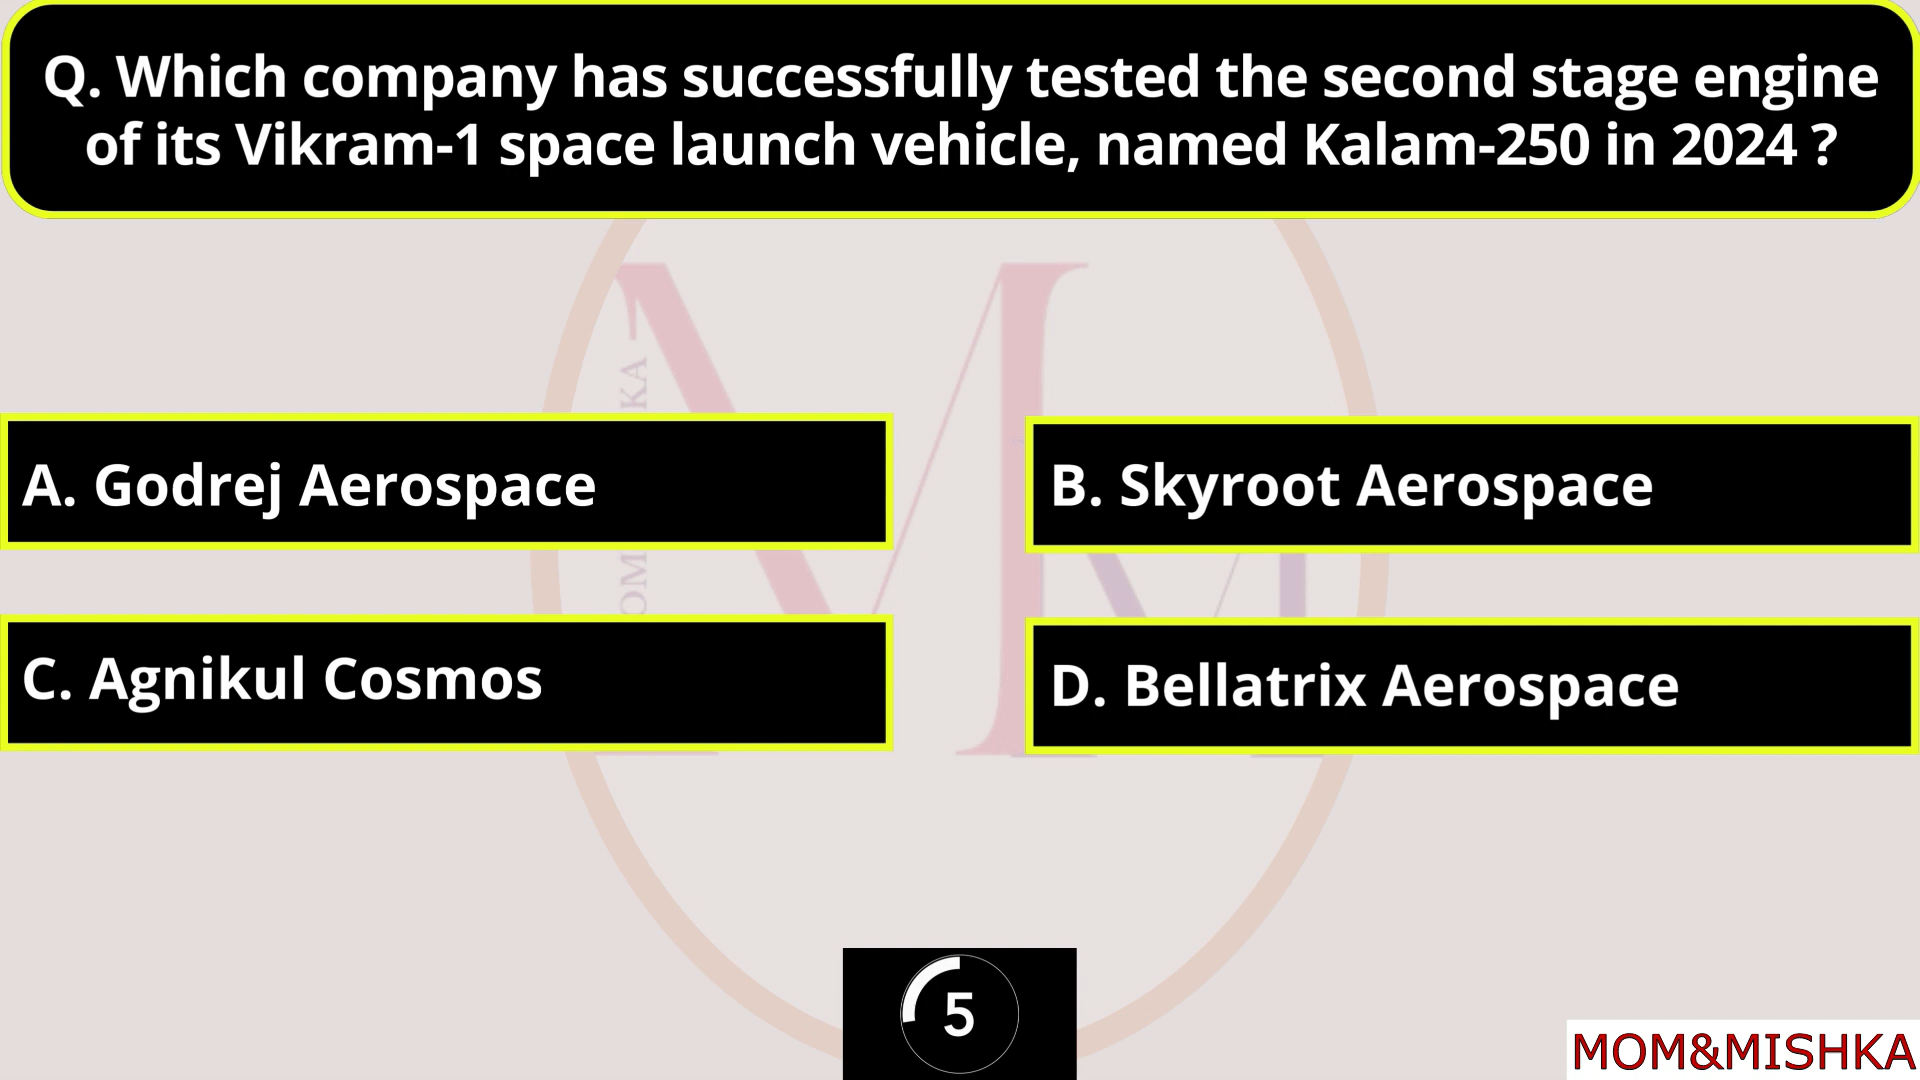 Q. Which company has successfully tested the second stage engine
of its Vikram-1 space launch vehicle, named Kalam-250 in 2024 ?
A. Godrej Aerospace
B. Skyroot Aerospace
C. Agnikul Cosmos
D. Bellatrix Aerospace
5
MOM&MISHKA